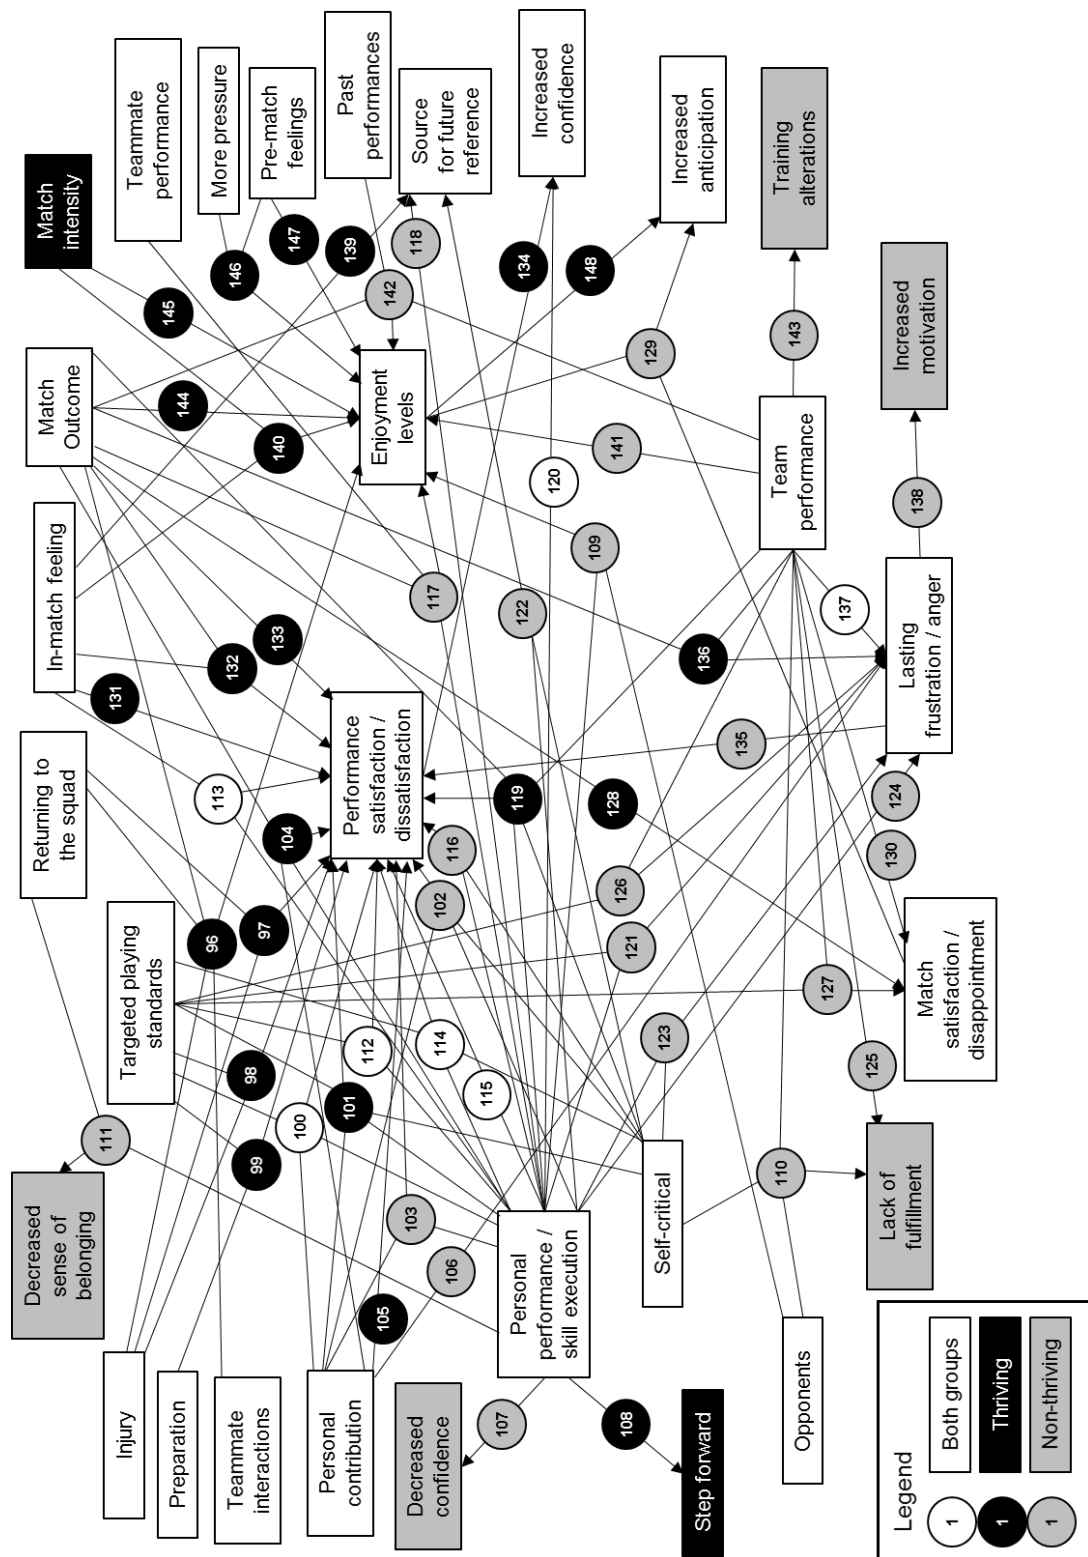 Match
intensity
Teammate
performance
More pressure
Pre-match
feelings
Past
performances
Source
for future
reference
Increased
confidence
Increased
anticipation
Training
alterations
Increased
motivation
Match
Outcome
In-match feeling
Returning to
the squad
Targeted playing
standards
Decreased
sense of
belonging
Injury
Preparation
Teammate
interactions
Personal
contribution
Decreased
confidence
Step forward
Personal
performance /
skill execution
Self-critical
Opponents
Performance
satisfaction /
dissatisfaction
Enjoyment
levels
Team
performance
Lasting
frustration / anger
Match
satisfaction /
disappointment
Lack of
fulfillment
96
97
98
99
100
101
102
103
104
105
106
107
108
109
110
111
112
113
114
115
116
117
118
119
120
121
122
123
124
125
126
127
128
129
130
131
132
133
134
135
136
137
138
139
140
141
142
143
144
145
146
147
148
Legend
1
Both groups
1
Thriving
1
Non-thriving